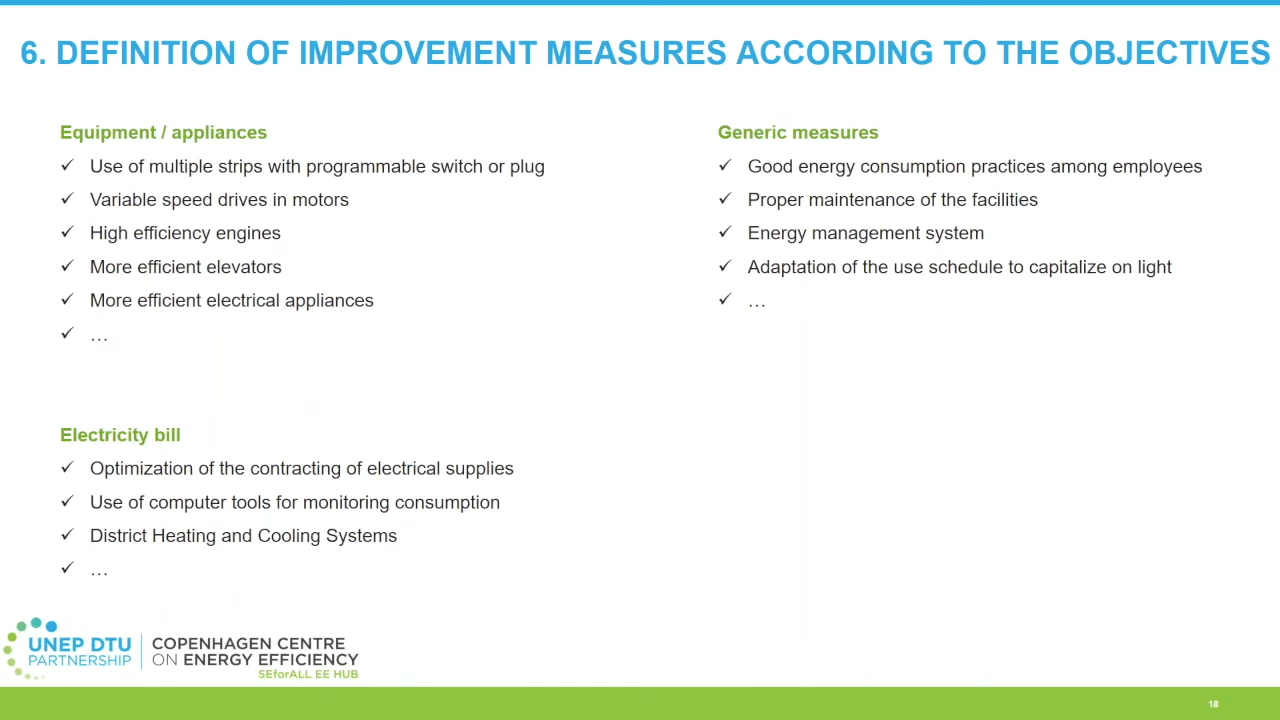 6. DEFINITION OF IMPROVEMENT MEASURES ACCORDING TO THE OBJECTIVES
Equipment / appliances
✓ Use of multiple strips with programmable switch or plug
✓ Variable speed drives in motors
✓ High efficiency engines
✓ More efficient elevators
✓ More efficient electrical appliances
✓ …
Electricity bill
✓ Optimization of the contracting of electrical supplies
✓ Use of computer tools for monitoring consumption
✓ District Heating and Cooling Systems
✓ …
Generic measures
✓ Good energy consumption practices among employees
✓ Proper maintenance of the facilities
✓ Energy management system
✓ Adaptation of the use schedule to capitalize on light
✓ …
UNEP DTU
PARTNERSHIP
COPENHAGEN CENTRE
ON ENERGY EFFICIENCY
SEforALL EE HUB
18